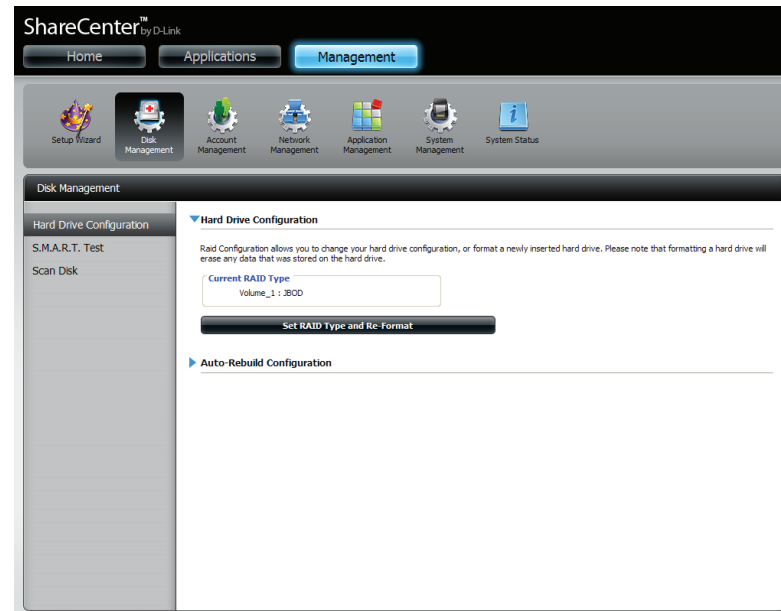 ShareCenter™ by D-Link
Home Applications Management
Setup Wizard
Disk
Management
Account
Management
Network
Management
Application
Management
System
Management
System Status
Disk Management
Hard Drive Configuration
S.M.A.R.T. Test
Scan Disk
Hard Drive Configuration
Raid Configuration allows you to change your hard drive configuration, or format a newly inserted hard drive. Please note that formatting a hard drive will
erase any data that was stored on the hard drive.
Current RAID Type
Volume_1 : JBOD
Set RAID Type and Re-Format
Auto-Rebuild Configuration